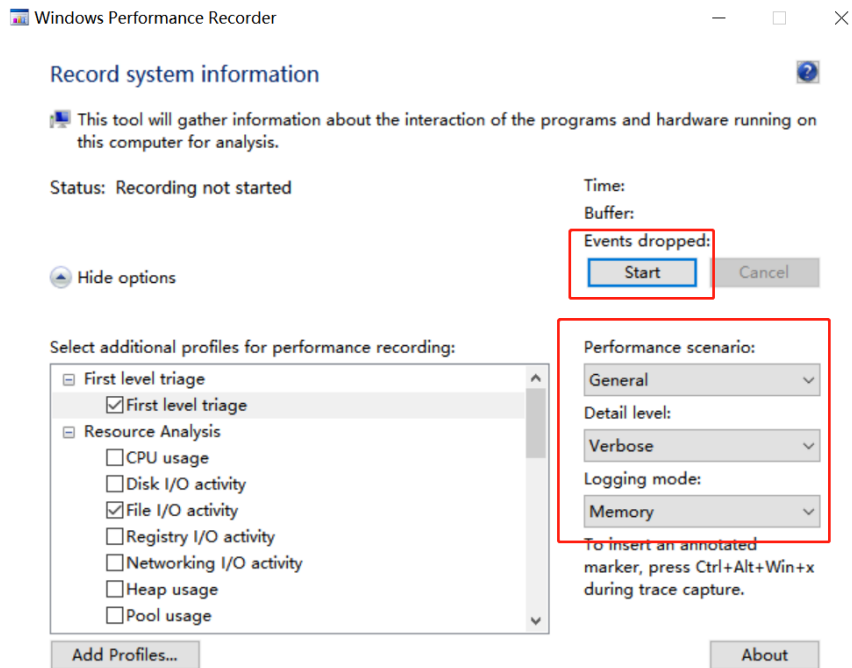 Windows Performance Recorder
Record system information
This tool will gather information about the interaction of the programs and hardware running on
this computer for analysis.
Status: Recording not started
Time:
Buffer:
Events dropped:
Start
Cancel
Hide options
Select additional profiles for performance recording:
First level triage
First level triage
Resource Analysis
CPU usage
Disk I/O activity
File I/O activity
Registry I/O activity
Networking I/O activity
Heap usage
Pool usage
Performance scenario:
General
Detail level:
Verbose
Logging mode:
Memory
To insert an annotated
marker, press Ctrl+Alt+Win+x
during trace capture.
Add Profiles...
About